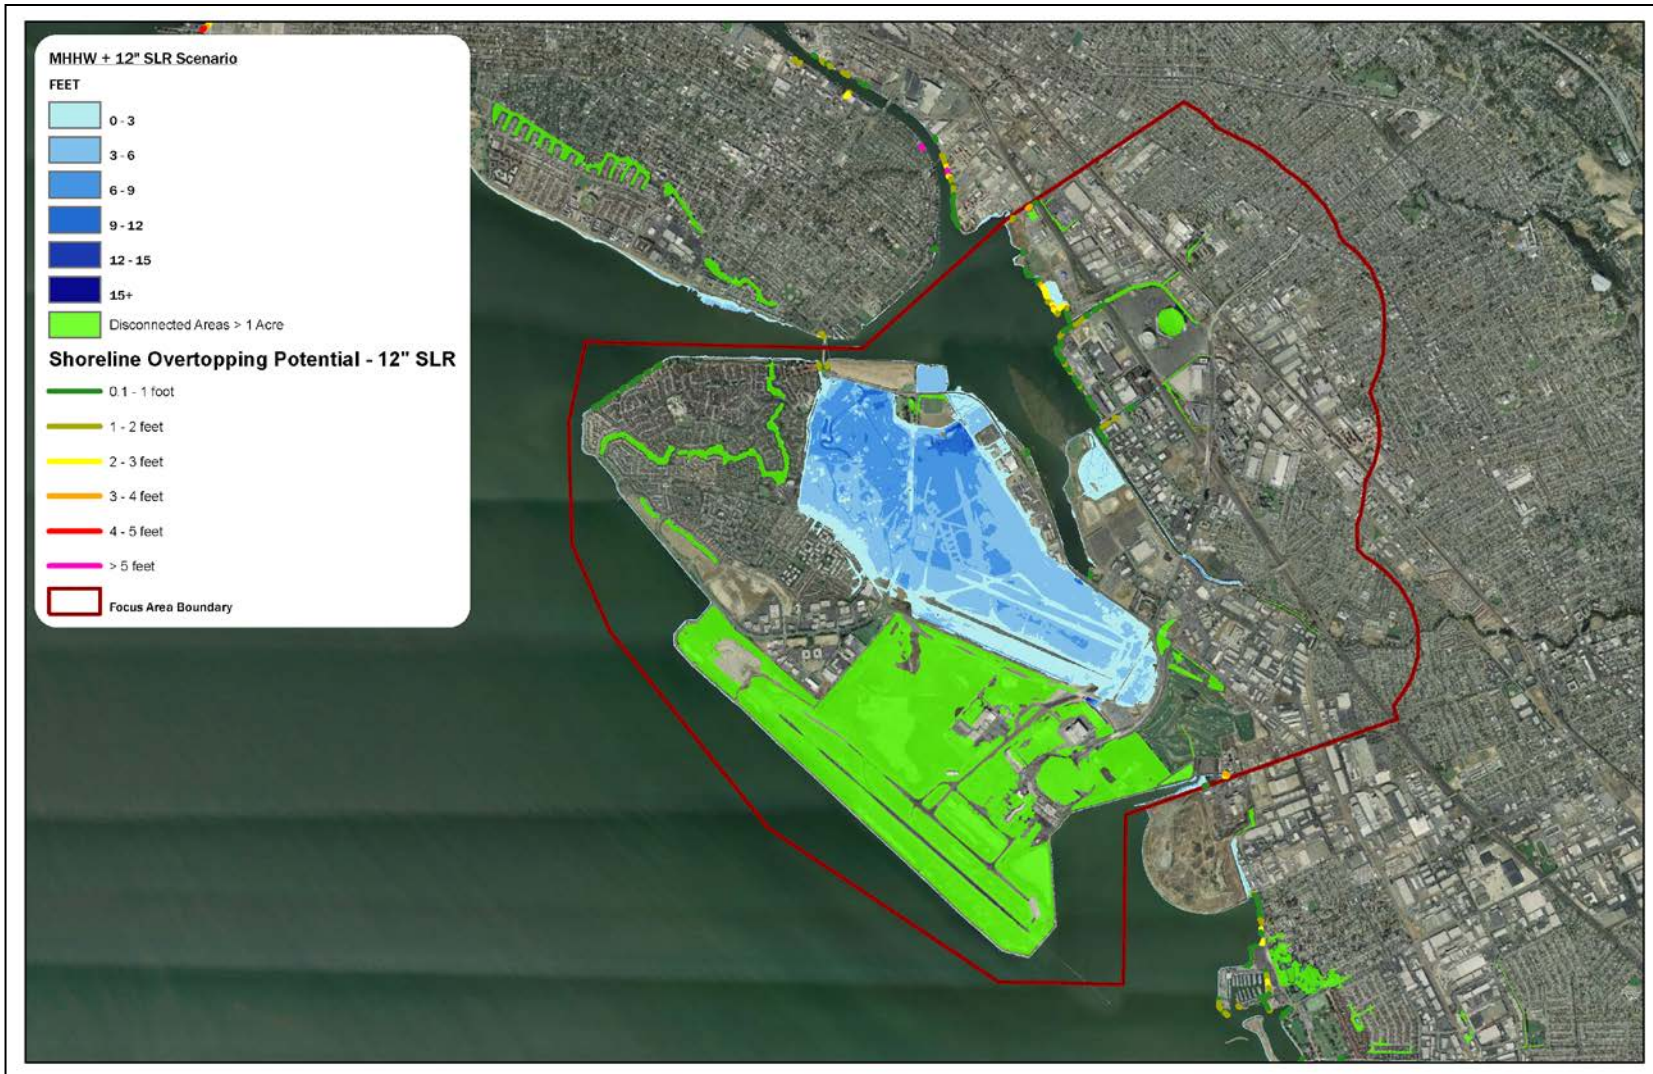 MHHW + 12" SLR Scenario
FEET
0 - 3
3 - 6
6 - 9
9 - 12
12 - 15
15+
Disconnected Areas > 1 Acre
Shoreline Overtopping Potential - 12" SLR
0.1 - 1 foot
1 - 2 feet
2 - 3 feet
3 - 4 feet
4 - 5 feet
> 5 feet
Focus Area Boundary